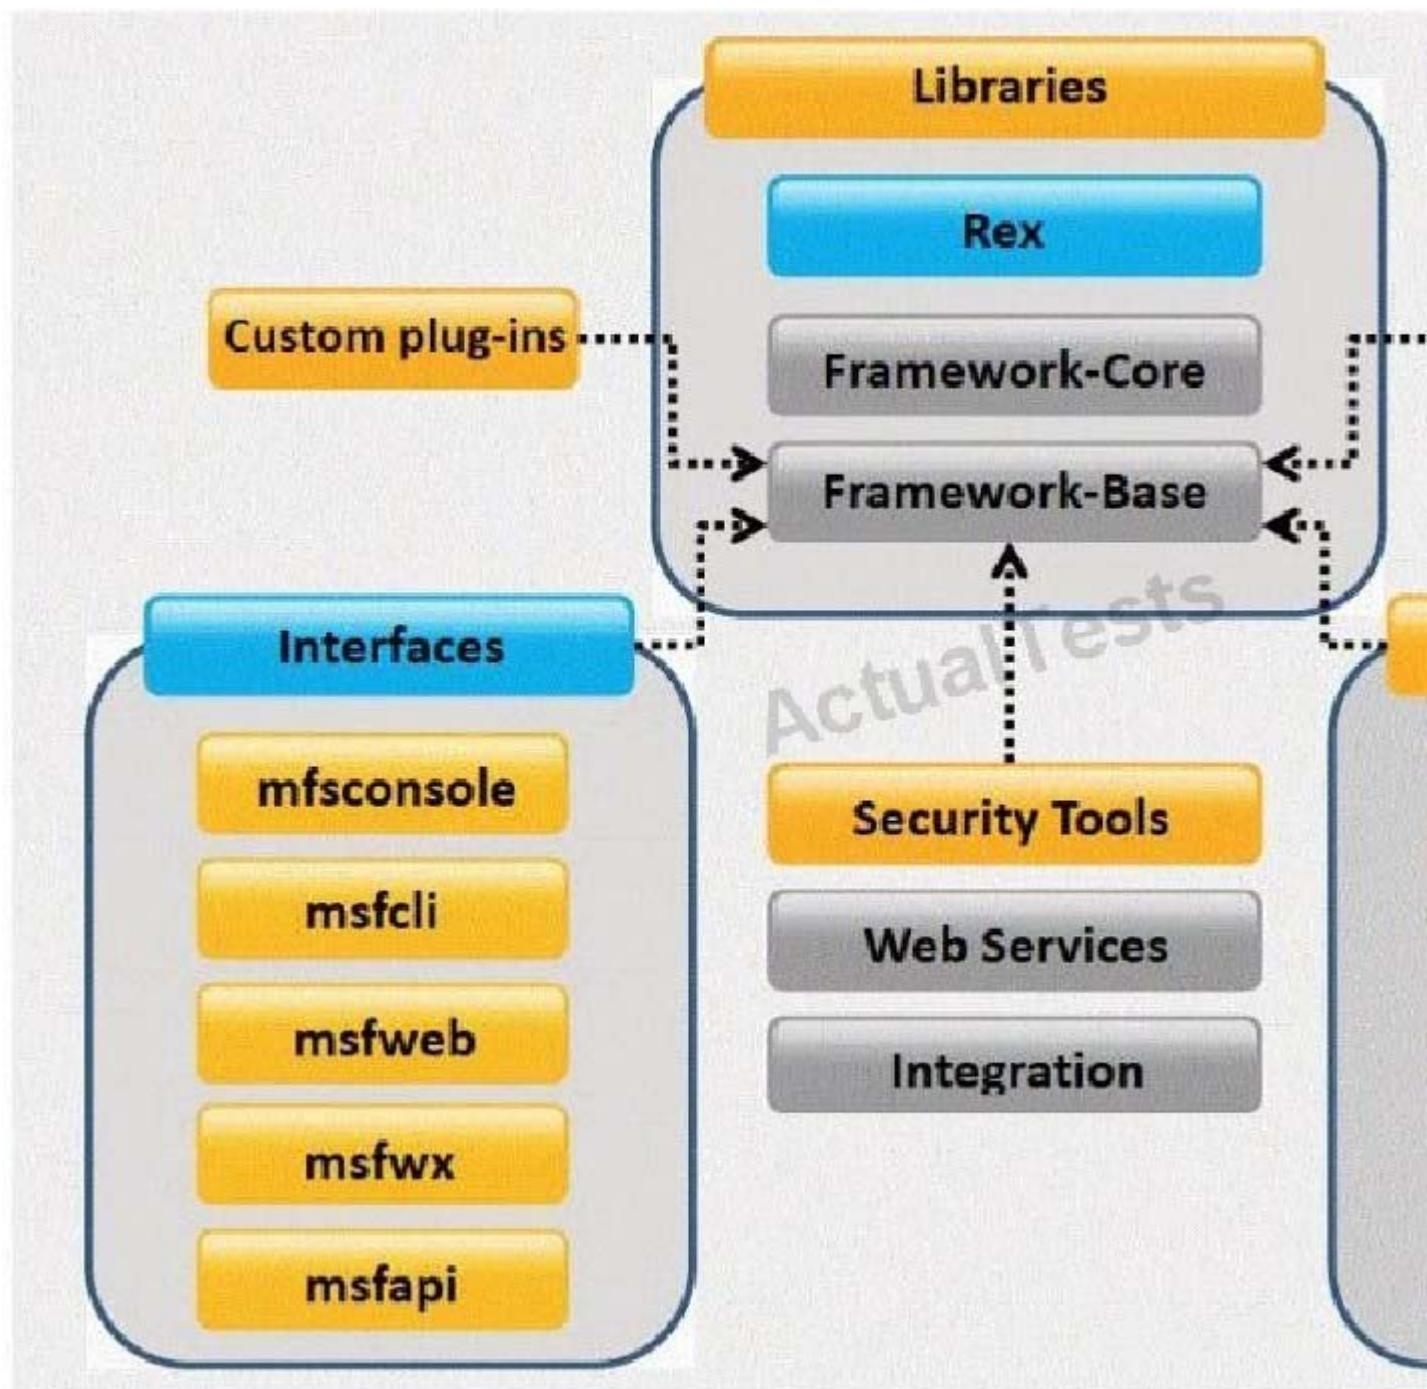 Libraries
Rex
Custom plug-ins
Framework-Core
Framework-Base
Interfaces
ActualTests
mfsconsole
Security Tools
msfcli
Web Services
msfweb
Integration
msfwx
msfapi